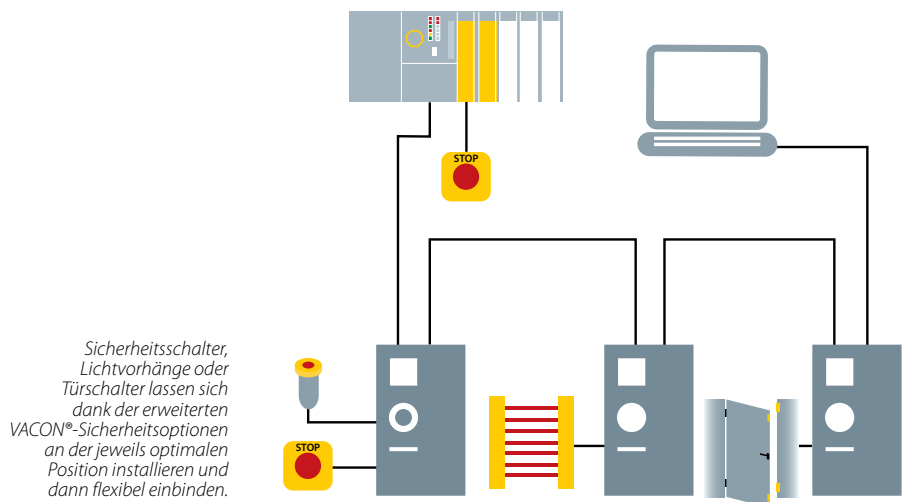 STOP
Sicherheitsschalter,
Lichtvorhänge oder
Türschalter lassen sich
dank der erweiterten
VACON®-Sicherheitsoptionen
an der jeweils optimalen
Position installieren und
dann flexibel einbinden.
STOP